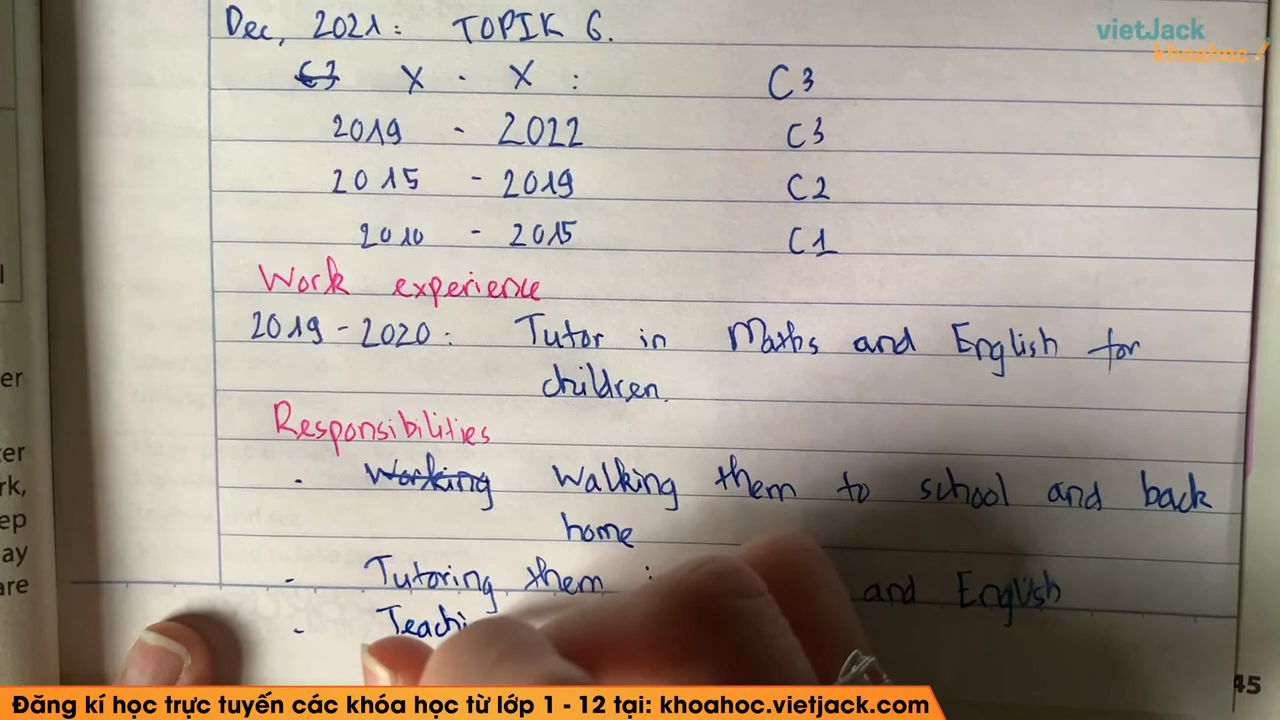 Dec, 2021: TOPIK 6.
vietJack
khoahoc!
C3 X - X : C3
2019 - 2022 C3
2015 - 2019 C2
2010 - 2015 C1
Work experience
2019-2020: Tutor in Maths and English for
children.
Responsibilities
- Working Walking them to school and back
home
- Tutoring them and English
- Teachi
er
ter
rk,
ep
ay
are
45
Đăng kí học trực tuyến các khóa học từ lớp 1 - 12 tại: khoahoc.vietjack.com